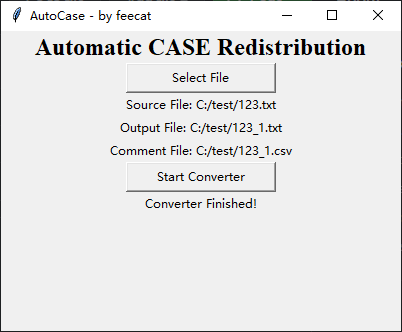 AutoCase - by feecat
Automatic CASE Redistribution
Select File
Source File: C:/test/123.txt
Output File: C:/test/123_1.txt
Comment File: C:/test/123_1.csv
Start Converter
Converter Finished!